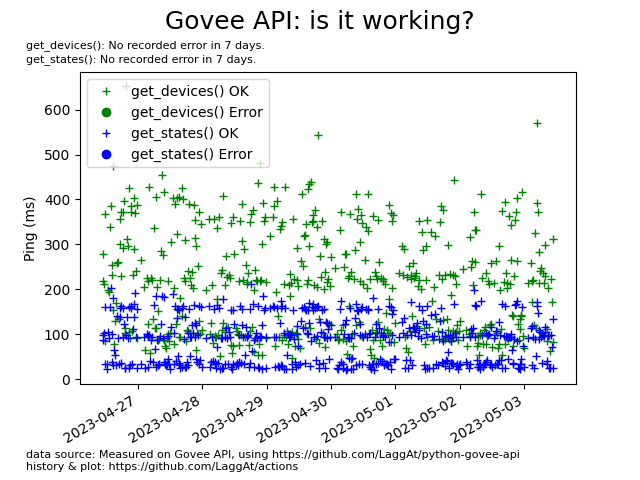 Govee API: is it working?
get_devices(): No recorded error in 7 days.
get_states(): No recorded error in 7 days.
get_devices() OK
get_devices() Error
get_states() OK
get_states() Error
Ping (ms)
600
500
400
300
200
100
0
2023-04-27
2023-04-28
2023-04-29
2023-04-30
2023-05-01
2023-05-02
2023-05-03
data source: Measured on Govee API, using https://github.com/LaggAt/python-govee-api
history & plot: https://github.com/LaggAt/actions